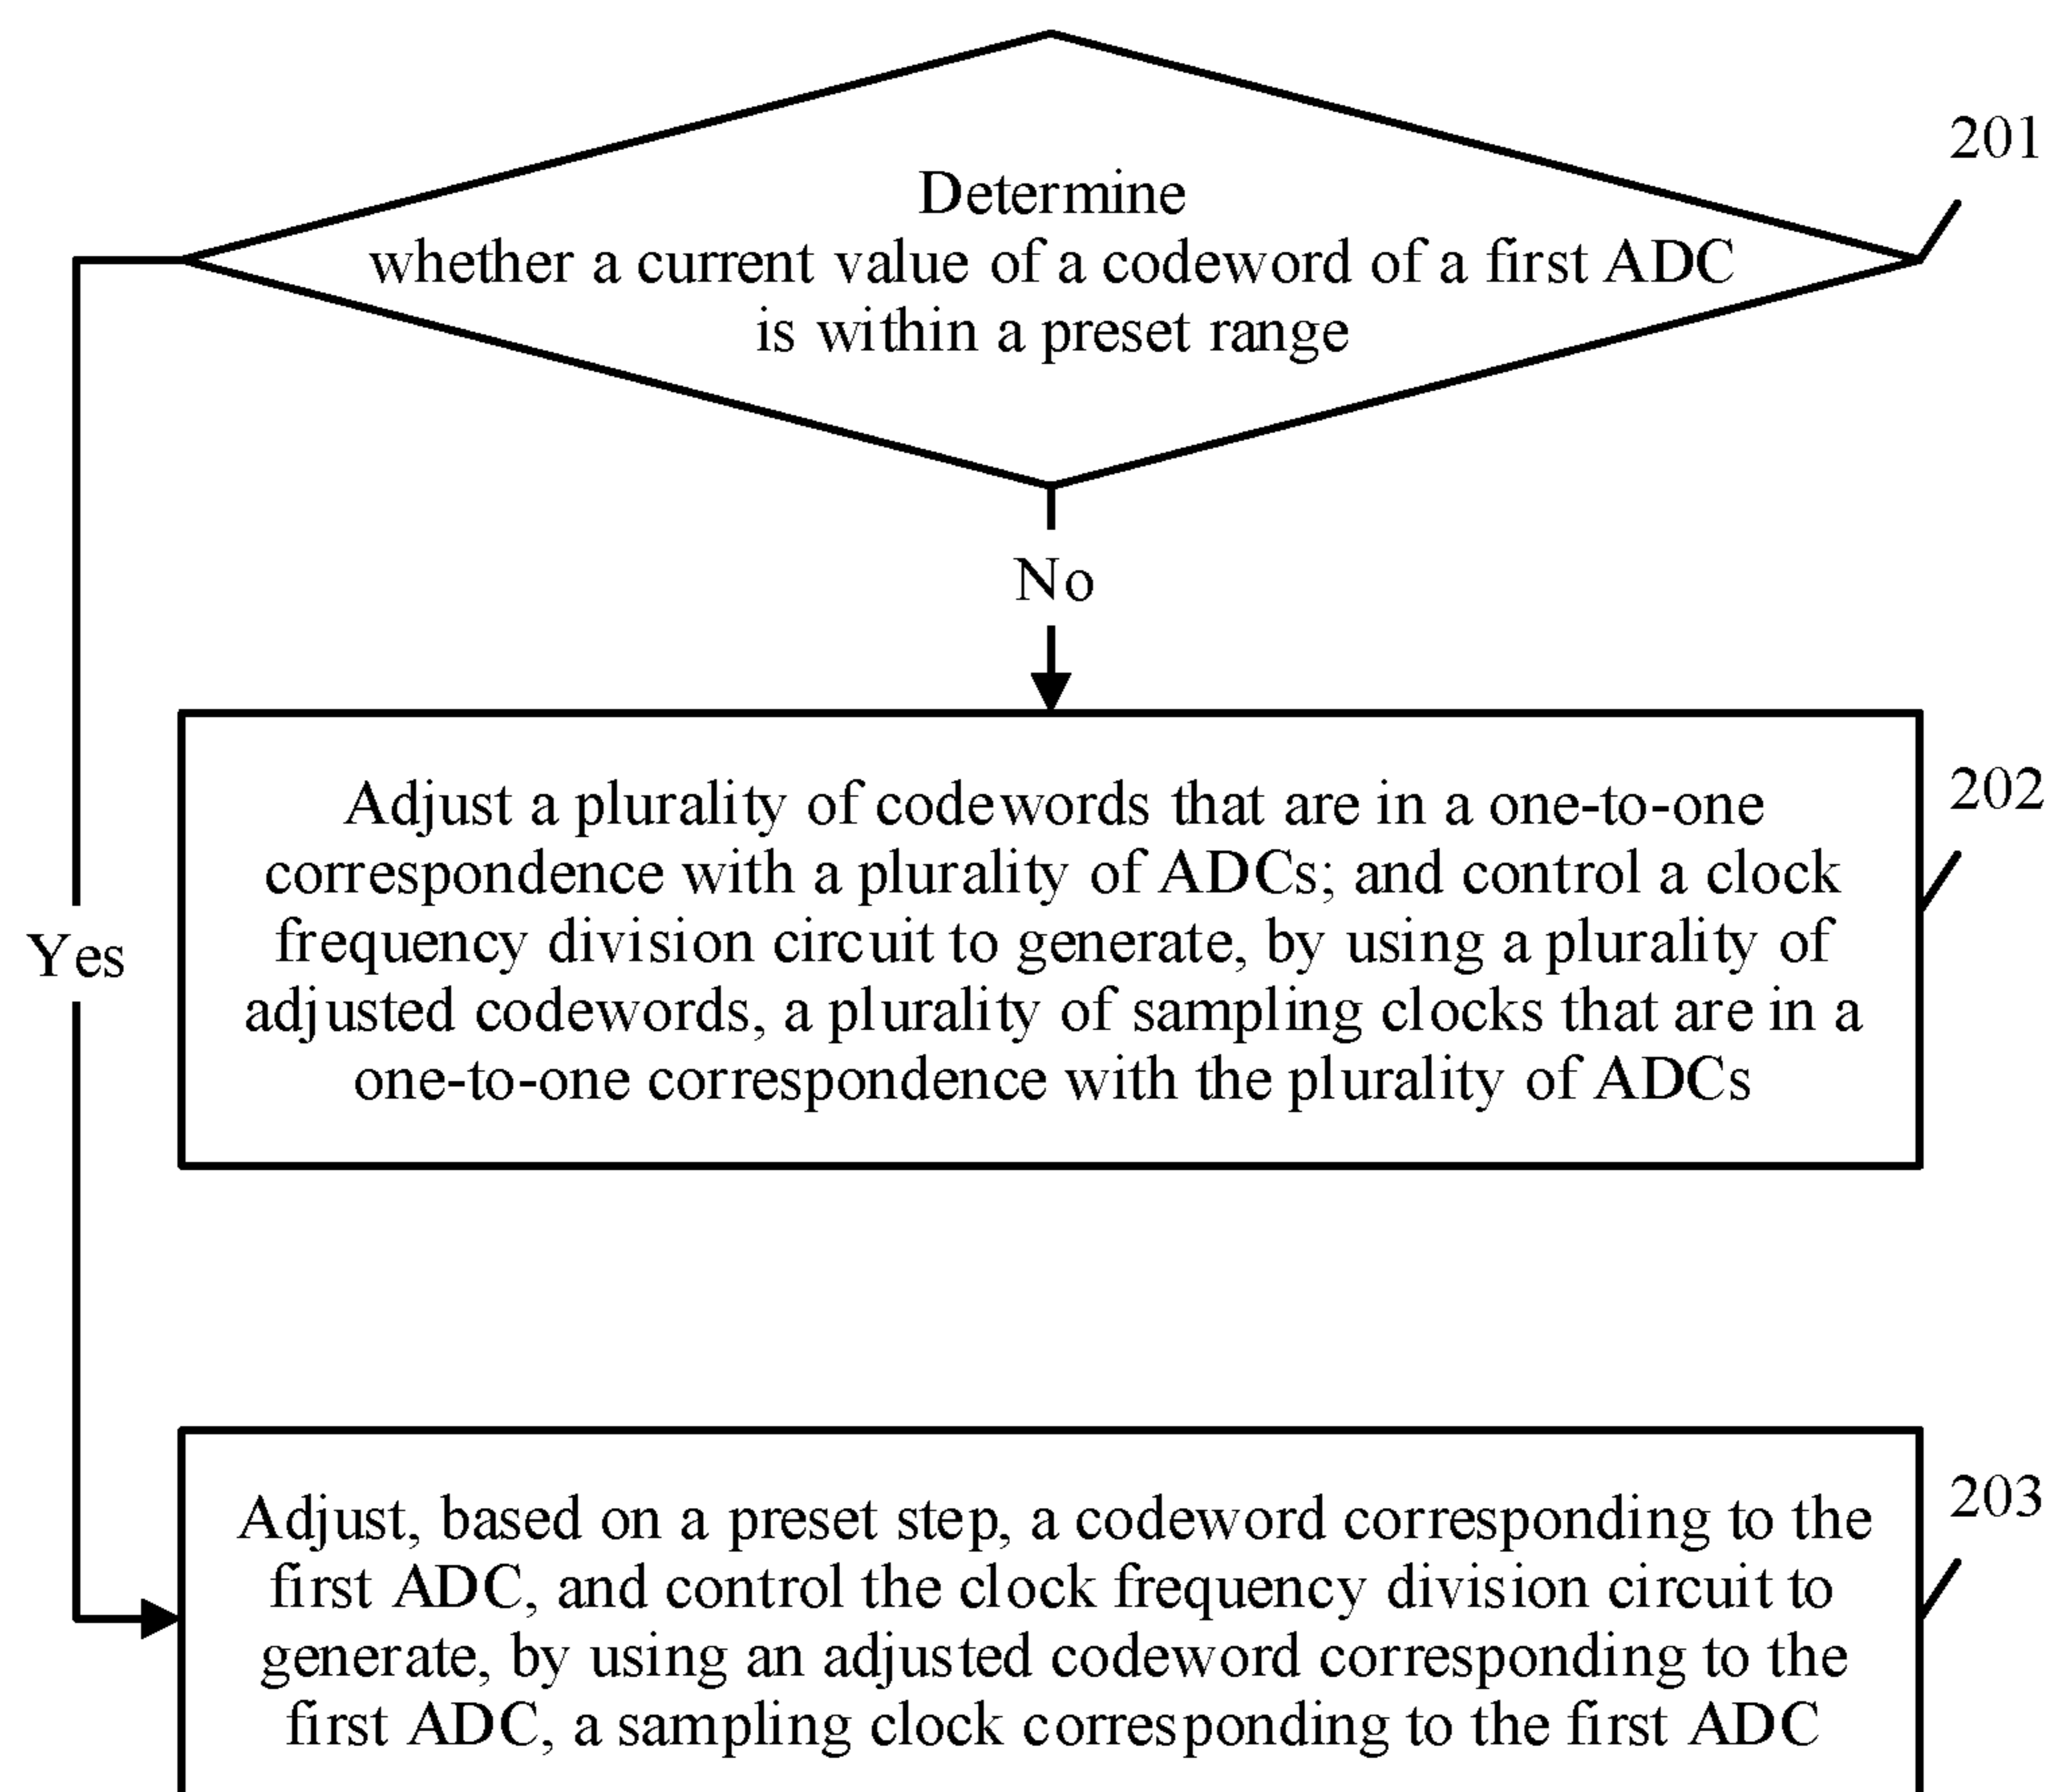 201
Determine
whether a current value of a codeword of a first ADC
is within a preset range
No
202
Adjust a plurality of codewords that are in a one-to-one
correspondence with a plurality of ADCs; and control a clock
frequency division circuit to generate, by using a plurality of
adjusted codewords, a plurality of sampling clocks that are in a
one-to-one correspondence with the plurality of ADCs
Yes
203
Adjust, based on a preset step, a codeword corresponding to the
first ADC, and control the clock frequency division circuit to
generate, by using an adjusted codeword corresponding to the
first ADC, a sampling clock corresponding to the first ADC